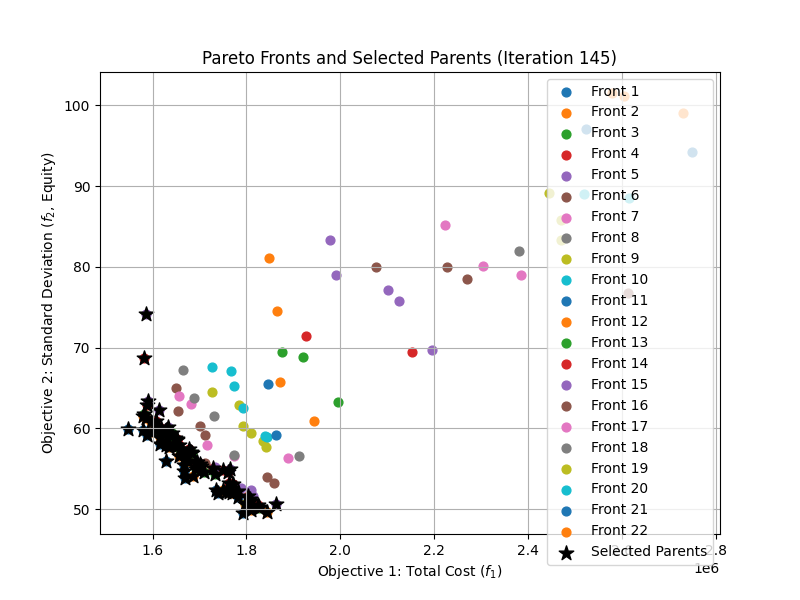 Pareto Fronts and Selected Parents (Iteration 145)
Objective 2: Standard Deviation (f₂, Equity)
100
90
80
70
60
50
1.6
1.8
2.0
2.2
2.4
2.8
1e6
Objective 1: Total Cost (f₁)
Front 1
Front 2
Front 3
Front 4
Front 5
Front 6
Front 7
Front 8
Front 9
Front 10
Front 11
Front 12
Front 13
Front 14
Front 15
Front 16
Front 17
Front 18
Front 19
Front 20
Front 21
Front 22
Selected Parents